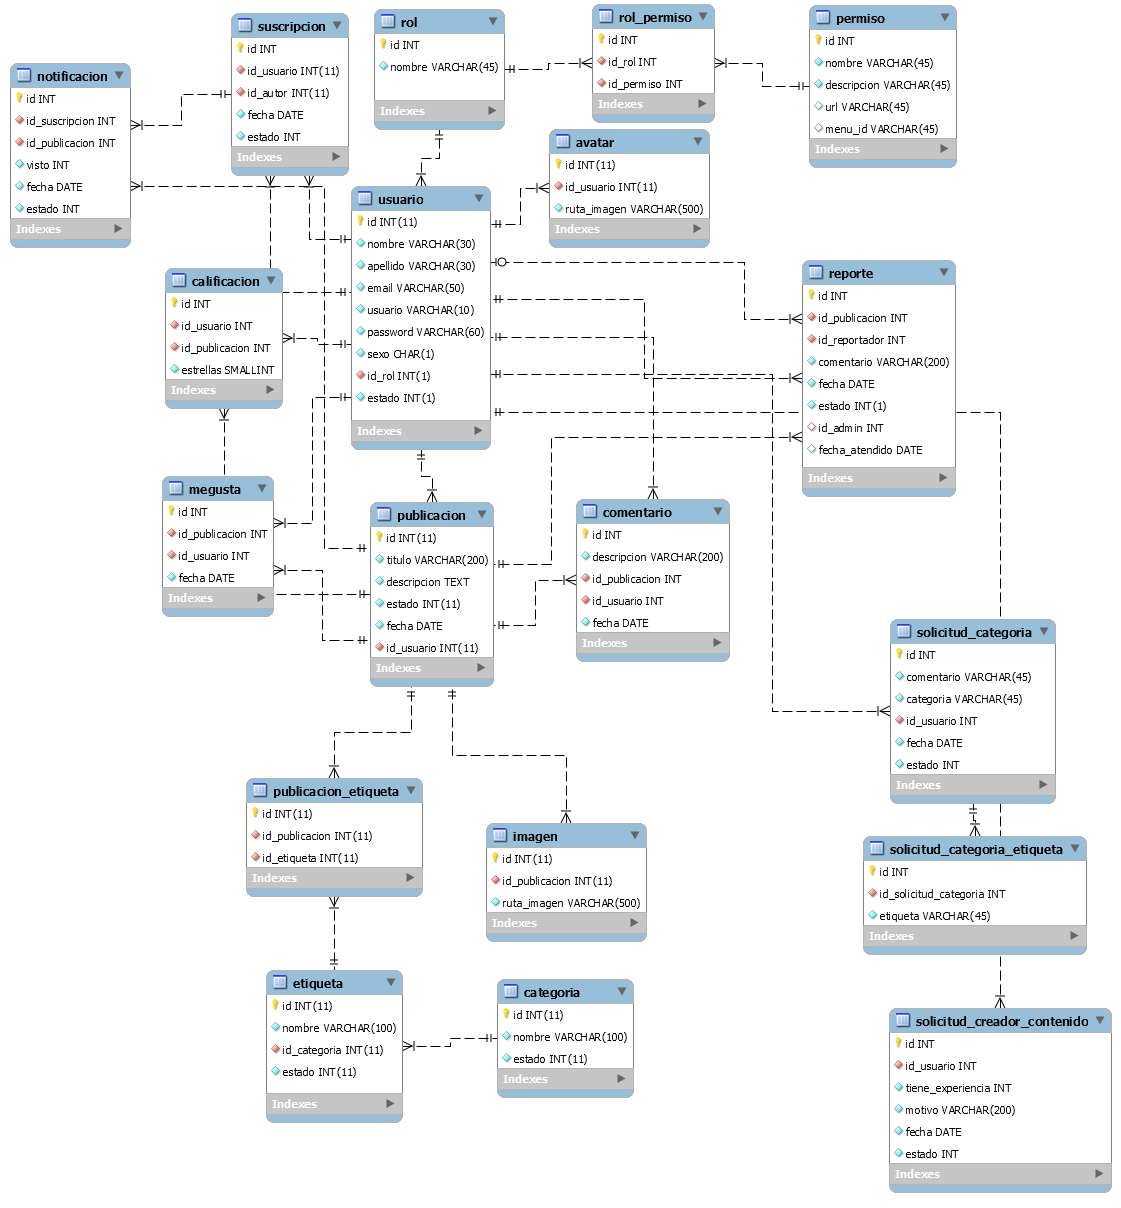 suscripcion
id INT
id_usuario INT(11)
id_autor INT(11)
fecha DATE
estado INT
Indexes
rol
id INT
nombre VARCHAR(45)
Indexes
rol_permiso
id INT
id_rol INT
id_permiso INT
Indexes
permiso
id INT
nombre VARCHAR(45)
descripcion VARCHAR(45)
url VARCHAR(45)
menu_id VARCHAR(45)
Indexes
notificacion
id INT
id_suscripcion INT
id_publicacion INT
visto INT
fecha DATE
estado INT
Indexes
avatar
id INT(11)
id_usuario INT(11)
ruta_imagen VARCHAR(500)
Indexes
usuario
id INT(11)
nombre VARCHAR(30)
apellido VARCHAR(30)
email VARCHAR(50)
usuario VARCHAR(10)
password VARCHAR(60)
sexo CHAR(1)
id_rol INT(1)
estado INT(1)
Indexes
calificacion
id INT
id_usuario INT
id_publicacion INT
estrellas SMALLINT
Indexes
reporte
id INT
id_publicacion INT
id_reportador INT
comentario VARCHAR(200)
fecha DATE
estado INT(1)
id_admin INT
fecha_atendido DATE
Indexes
megusta
id INT
id_publicacion INT
id_usuario INT
fecha DATE
Indexes
publicacion
id INT(11)
titulo VARCHAR(200)
descripcion TEXT
estado INT(11)
fecha DATE
id_usuario INT(11)
Indexes
comentario
id INT
descripcion VARCHAR(200)
id_publicacion INT
id_usuario INT
fecha DATE
Indexes
solicitud_categoria
id INT
comentario VARCHAR(45)
categoria VARCHAR(45)
id_usuario INT
fecha DATE
estado INT
Indexes
publicacion_etiqueta
id INT(11)
id_publicacion INT(11)
id_etiqueta INT(11)
Indexes
imagen
id INT(11)
id_publicacion INT(11)
ruta_imagen VARCHAR(500)
Indexes
solicitud_categoria_etiqueta
id INT
id_solicitud_categoria INT
etiqueta VARCHAR(45)
Indexes
etiqueta
id INT(11)
nombre VARCHAR(100)
id_categoria INT(11)
estado INT(11)
Indexes
categoria
id INT(11)
nombre VARCHAR(100)
estado INT(11)
Indexes
solicitud_creador_contenido
id INT
id_usuario INT
tiene_experiencia INT
motivo VARCHAR(200)
fecha DATE
estado INT
Indexes